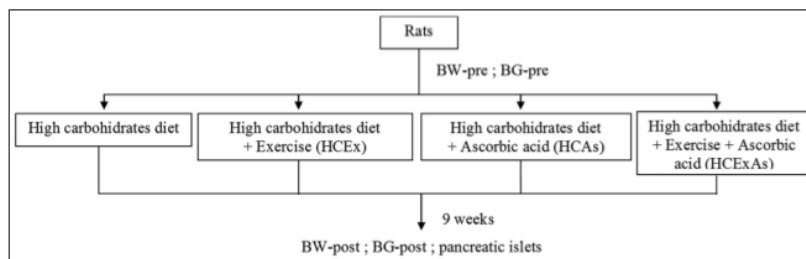 Rats
BW-pre ; BG-pre
High carbohidrates diet
High carbohidrates diet
+ Exercise (HCEx)
High carbohidrates diet
+ Ascorbic acid (HCAs)
High carbohidrates diet
+ Exercise + Ascorbic
acid (HCExAs)
9 weeks
BW-post ; BG-post ; pancreatic islets